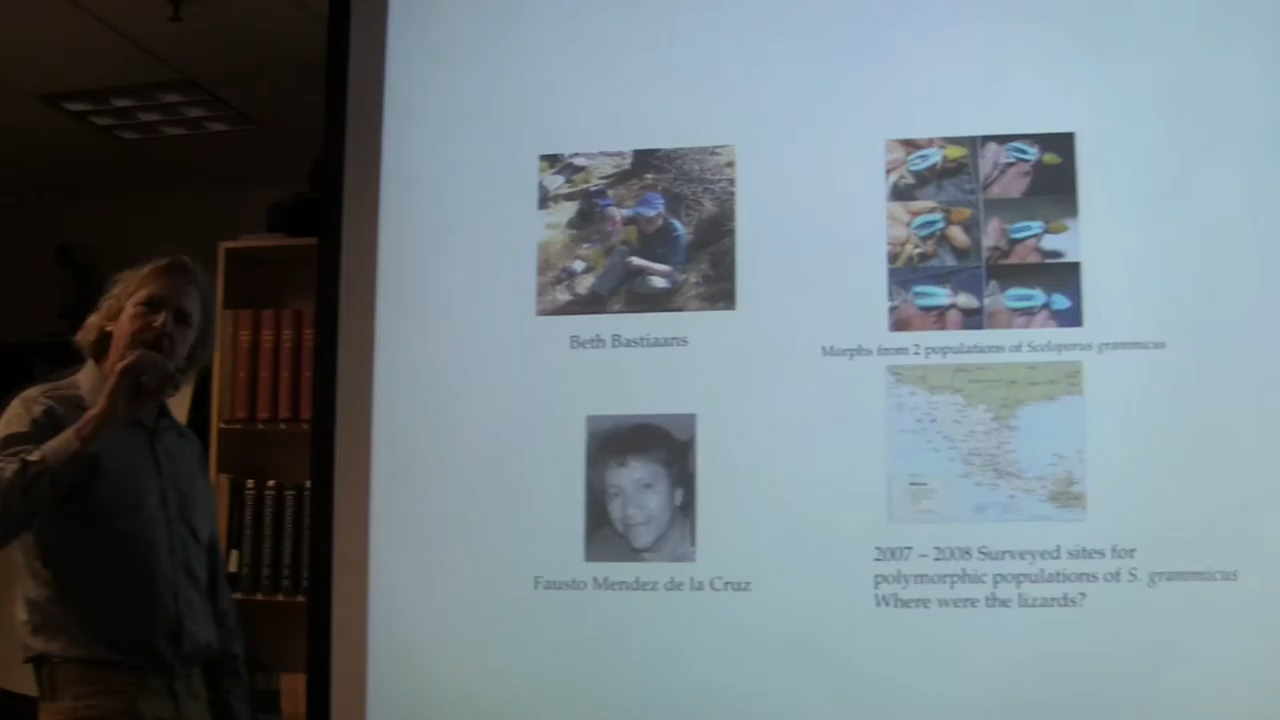 Beth Bastiaans
Morphs from 2 populations of Sceloporus grammicus
Fausto Mendez de la Cruz
2007 – 2008 Surveyed sites for
polymorphic populations of S. grammicus
Where were the lizards?